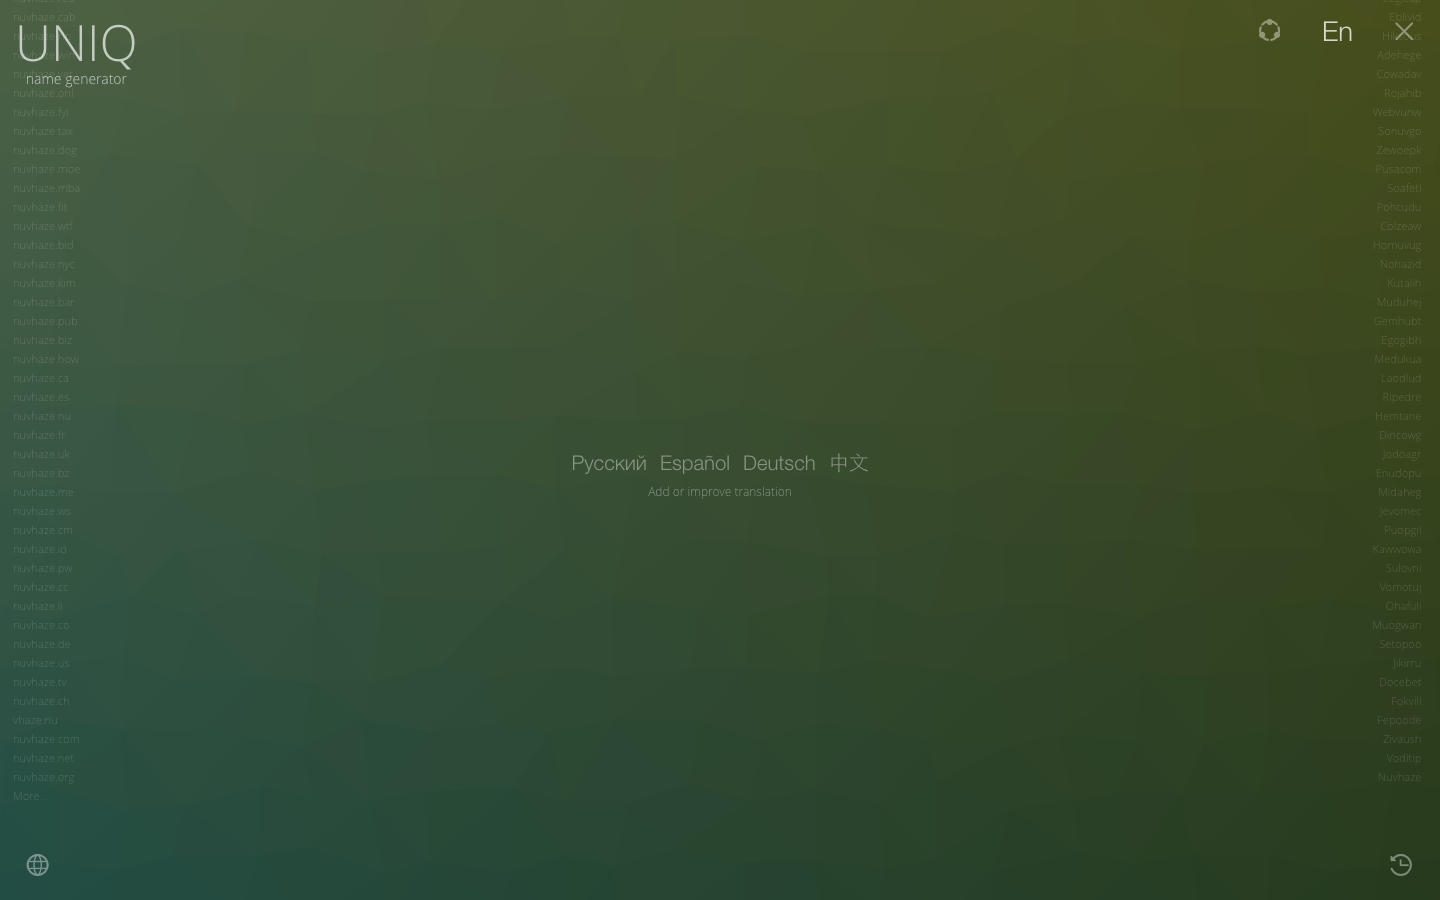 nuvhaze.cab
UNIQ
name generator
En
nuvhaze.onl
nuvhaze.fyi
nuvhaze.tax
nuvhaze.dog
nuvhaze.moe
nuvhaze.mba
nuvhaze.fit
nuvhaze.wtf
nuvhaze.bid
nuvhaze.nyc
nuvhaze.kim
nuvhaze.bar
nuvhaze.pub
nuvhaze.biz
nuvhaze.how
nuvhaze.ca
nuvhaze.es
nuvhaze.nu
nuvhaze.fr
nuvhaze.uk
nuvhaze.bz
nuvhaze.me
nuvhaze.ws
nuvhaze.cm
nuvhaze.id
nuvhaze.pw
nuvhaze.cc
nuvhaze.li
nuvhaze.co
nuvhaze.de
nuvhaze.us
nuvhaze.tv
nuvhaze.ch
vhaze.nu
nuvhaze.com
nuvhaze.net
nuvhaze.org
More...
Русский Español Deutsch 中文
Add or improve translation
Eblivid
Adehege
Cowadav
Rojahib
Webvunw
Sonuvgo
Zewoepk
Pusacom
Soafeti
Pohcudu
Colzeaw
Homuvug
Nohazid
Kutalih
Muduhej
Gemhubt
Egogibh
Medukua
Laodlud
Ripedre
Hemtane
Dincowg
Jodoagr
Enudopu
Midaheg
Jevomec
Puopgil
Kawwowa
Sulovni
Vomotuj
Ohafuli
Muogwan
Setopoo
Jikirru
Docebet
Fokvili
Fepoode
Zivaush
Voditip
Nuvhaze